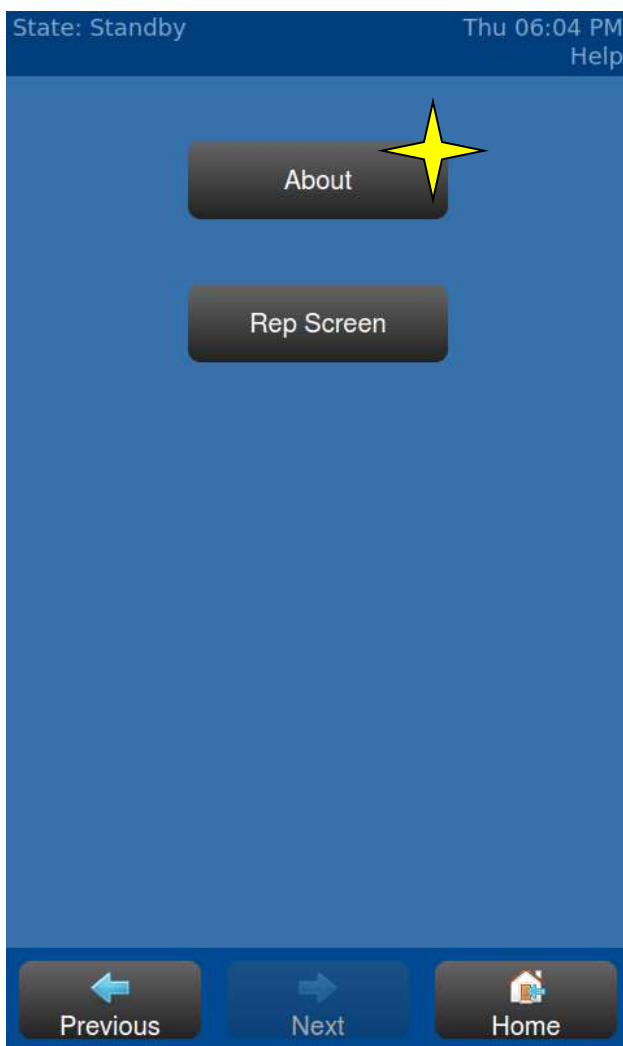 State: Standby Thu 06:04 PM
Help
About
Rep Screen
Previous Next Home